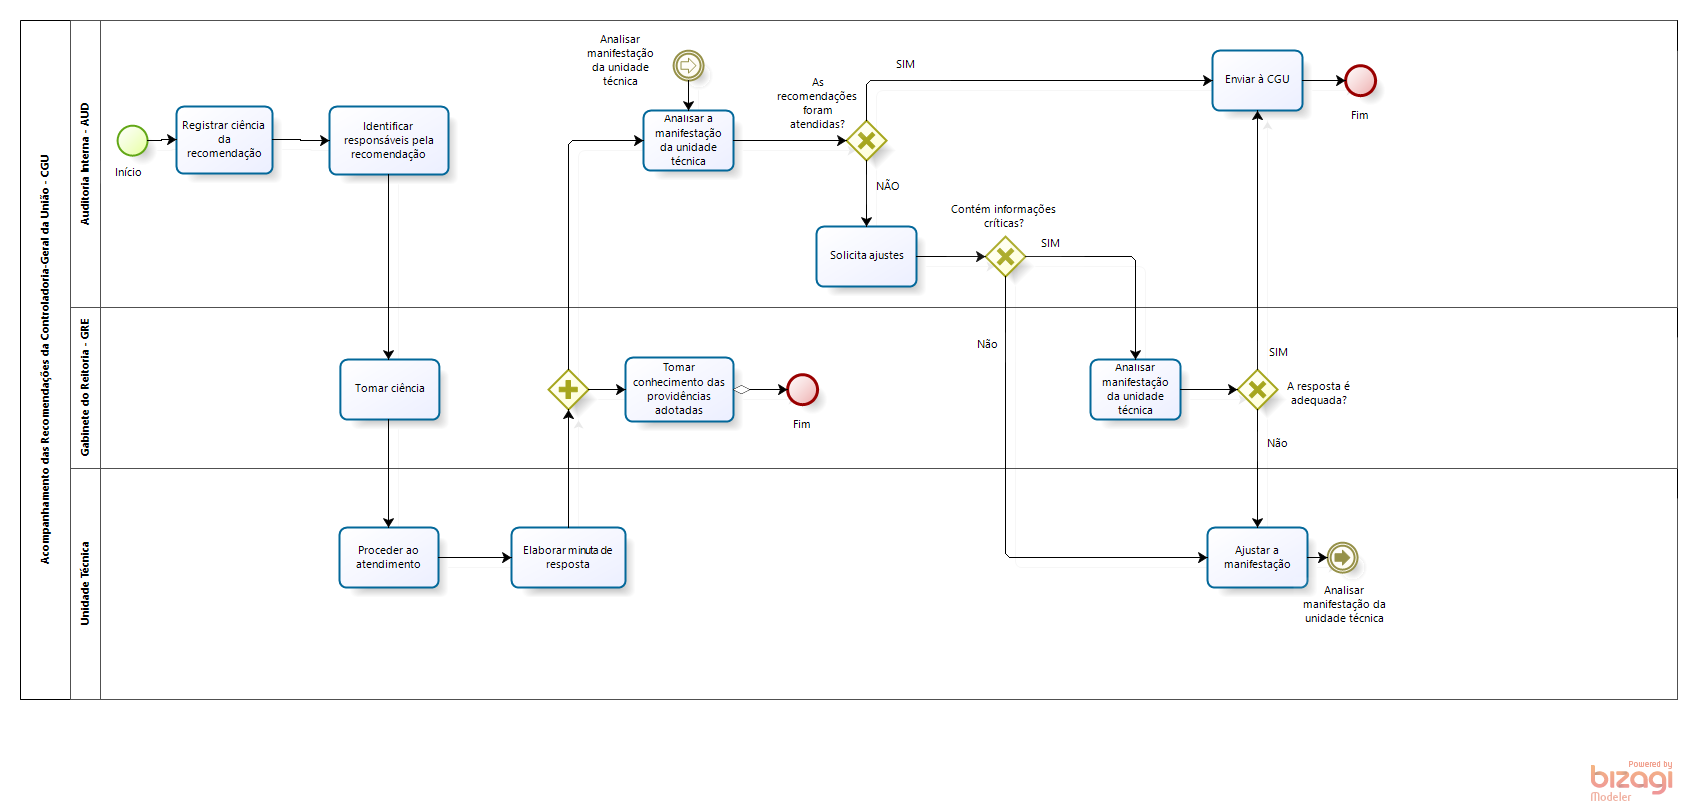 Acompanhamento das Recomendações da Controladoria-Geral da União - CGU
Auditoria Interna - AUD
Início
Registrar ciência
da
recomendação
Identificar
responsáveis pela
recomendação
Analisar
manifestação
da unidade
técnica
Analisar a
manifestação
da unidade
técnica
As
recomendações
foram
atendidas?
SIM
NÃO
Enviar à CGU
Fim
Solicita ajustes
Contém informações
críticas?
SIM
Não
Gabinete do Reitoria - GRE
Tomar ciência
Tomar
conhecimento das
providências
adotadas
Fim
Analisar
manifestação
da unidade
técnica
SIM
A resposta é
adequada?
Não
Unidade Técnica
Proceder ao
atendimento
Elaborar minuta de
resposta
Ajustar a
manifestação
Analisar
manifestação da
unidade técnica
Powered by
bizagi
Modeler